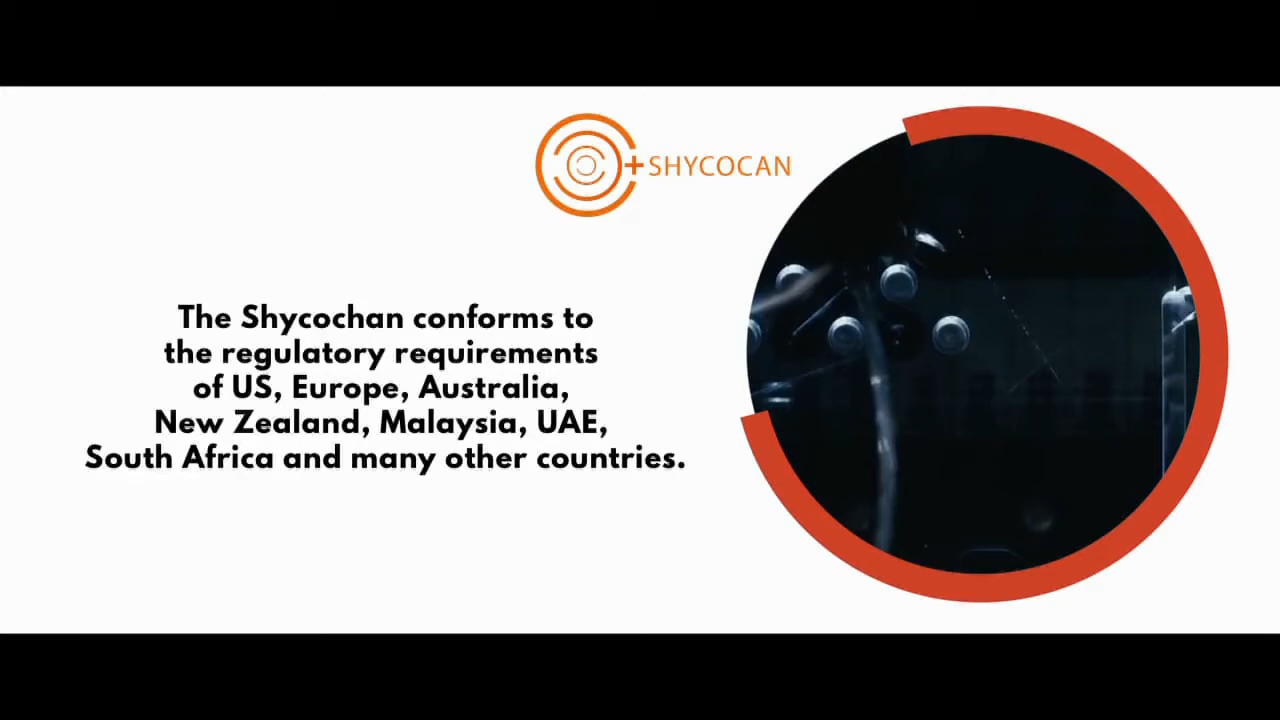 SHYCOCAN
The Shycochan conforms to
the regulatory requirements
of US, Europe, Australia,
New Zealand, Malaysia, UAE,
South Africa and many other countries.